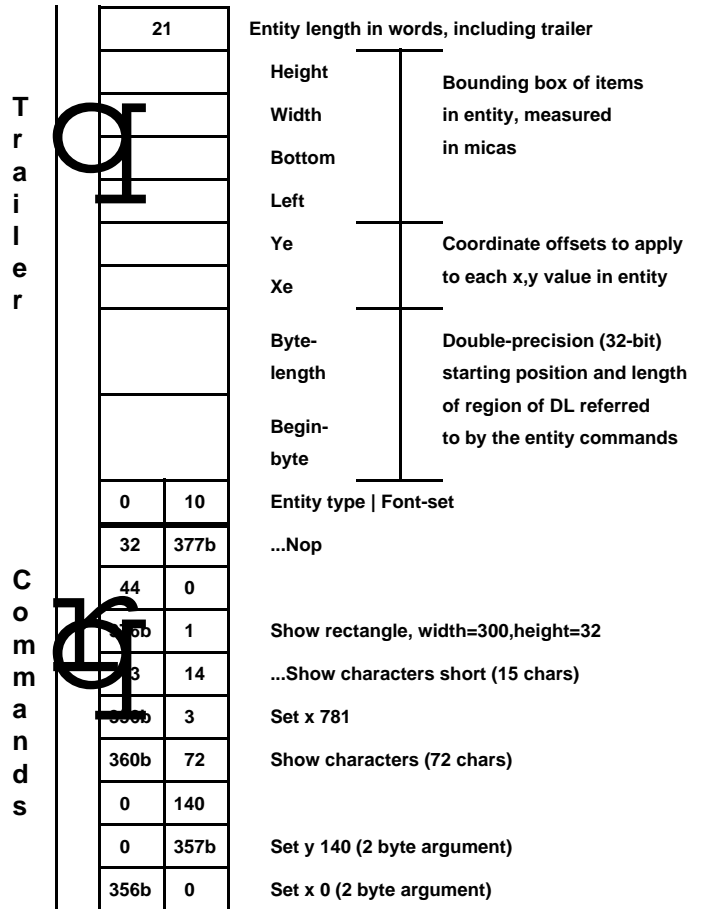 Trailer
21 Entity length in words, including trailer
Height
Width
Bottom
Left
Bounding box of items
in entity, measured
in micas
Ye
Xe
Coordinate offsets to apply
to each x,y value in entity
Byte-
length
Begin-
byte
Double-precision (32-bit)
starting position and length
of region of DL referred
to by the entity commands
Commands
0 10 Entity type | Font-set
32 377b ...Nop
44 0
1 Show rectangle, width=300,height=32
14 ...Show characters short (15 chars)
356b 3 Set x 781
360b 72 Show characters (72 chars)
0 140
0 357b Set y 140 (2 byte argument)
356b 0 Set x 0 (2 byte argument)